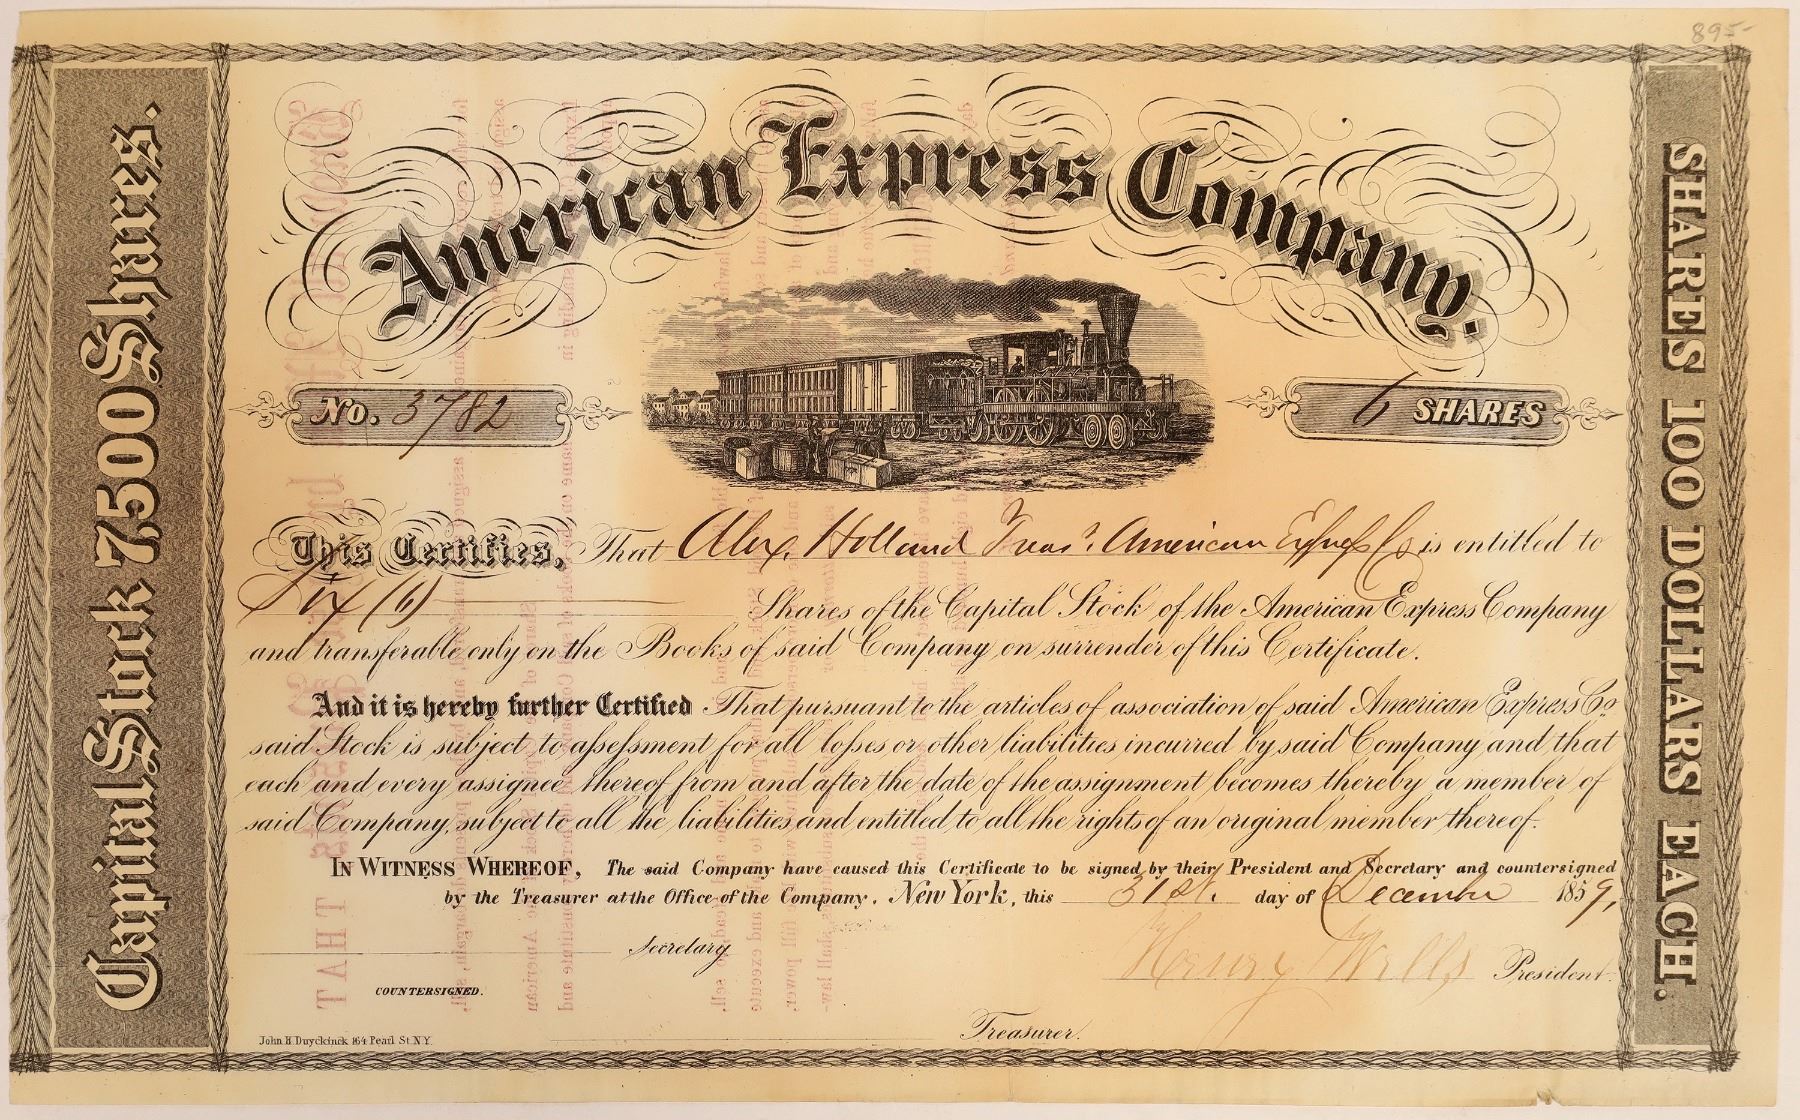 895-
Capital Stock 7,500 Shares.
American Express Company.
No. 3782
6 SHARES
This Certifies, That Alex. Holland Treasr. American Express Co is entitled to
Six (6) Shares of the Capital Stock of the American Express Company
and transferable only on the Books of said Company on surrender of this Certificate.
And it is hereby further Certified That pursuant to the articles of association of said American Express Co.
said Stock is subject to assessment for all losses or other liabilities incurred by said Company and that
each and every assignee thereof from and after the date of the assignment becomes thereby a member of
said Company, subject to all the liabilities and entitled to all the rights of an original member thereof.
IN WITNESS WHEREOF, The said Company have caused this Certificate to be signed by their President and Secretary and countersigned
by the Treasurer at the Office of the Company. New York, this 31st. day of December 1859,
Secretary
Henry Wells President.
COUNTERSIGNED.
Treasurer.
John H Duyckinck 164 Pearl St. N.Y.
SHARES 100 DOLLARS EACH.